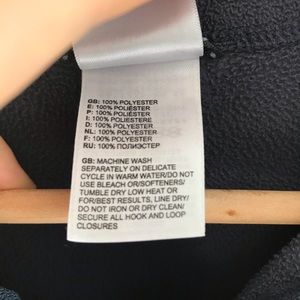 GB: 100% POLYESTER
E: 100% POLIÉSTER
P: 100% POLIÉSTER
I: 100% POLIESTERE
D: 100% POLYESTER
NL: 100% POLYESTER
F: 100% POLYESTER
RU: 100% ПОЛИЭСТЕР
GB: MACHINE WASH
SEPARATELY ON DELICATE
CYCLE IN WARM WATER/DO NOT
USE BLEACH OR/SOFTENERS/
TUMBLE DRY LOW HEAT OR
FOR/BEST RESULTS, LINE DRY/
DO NOT IRON OR DRY CLEAN/
SECURE ALL HOOK AND LOOP
CLOSURES